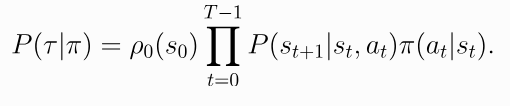 P(τ|π) = ρ₀(s₀) ∏_{t=0}^{T−1} P(s_{t+1}|s_t, a_t)π(a_t|s_t).